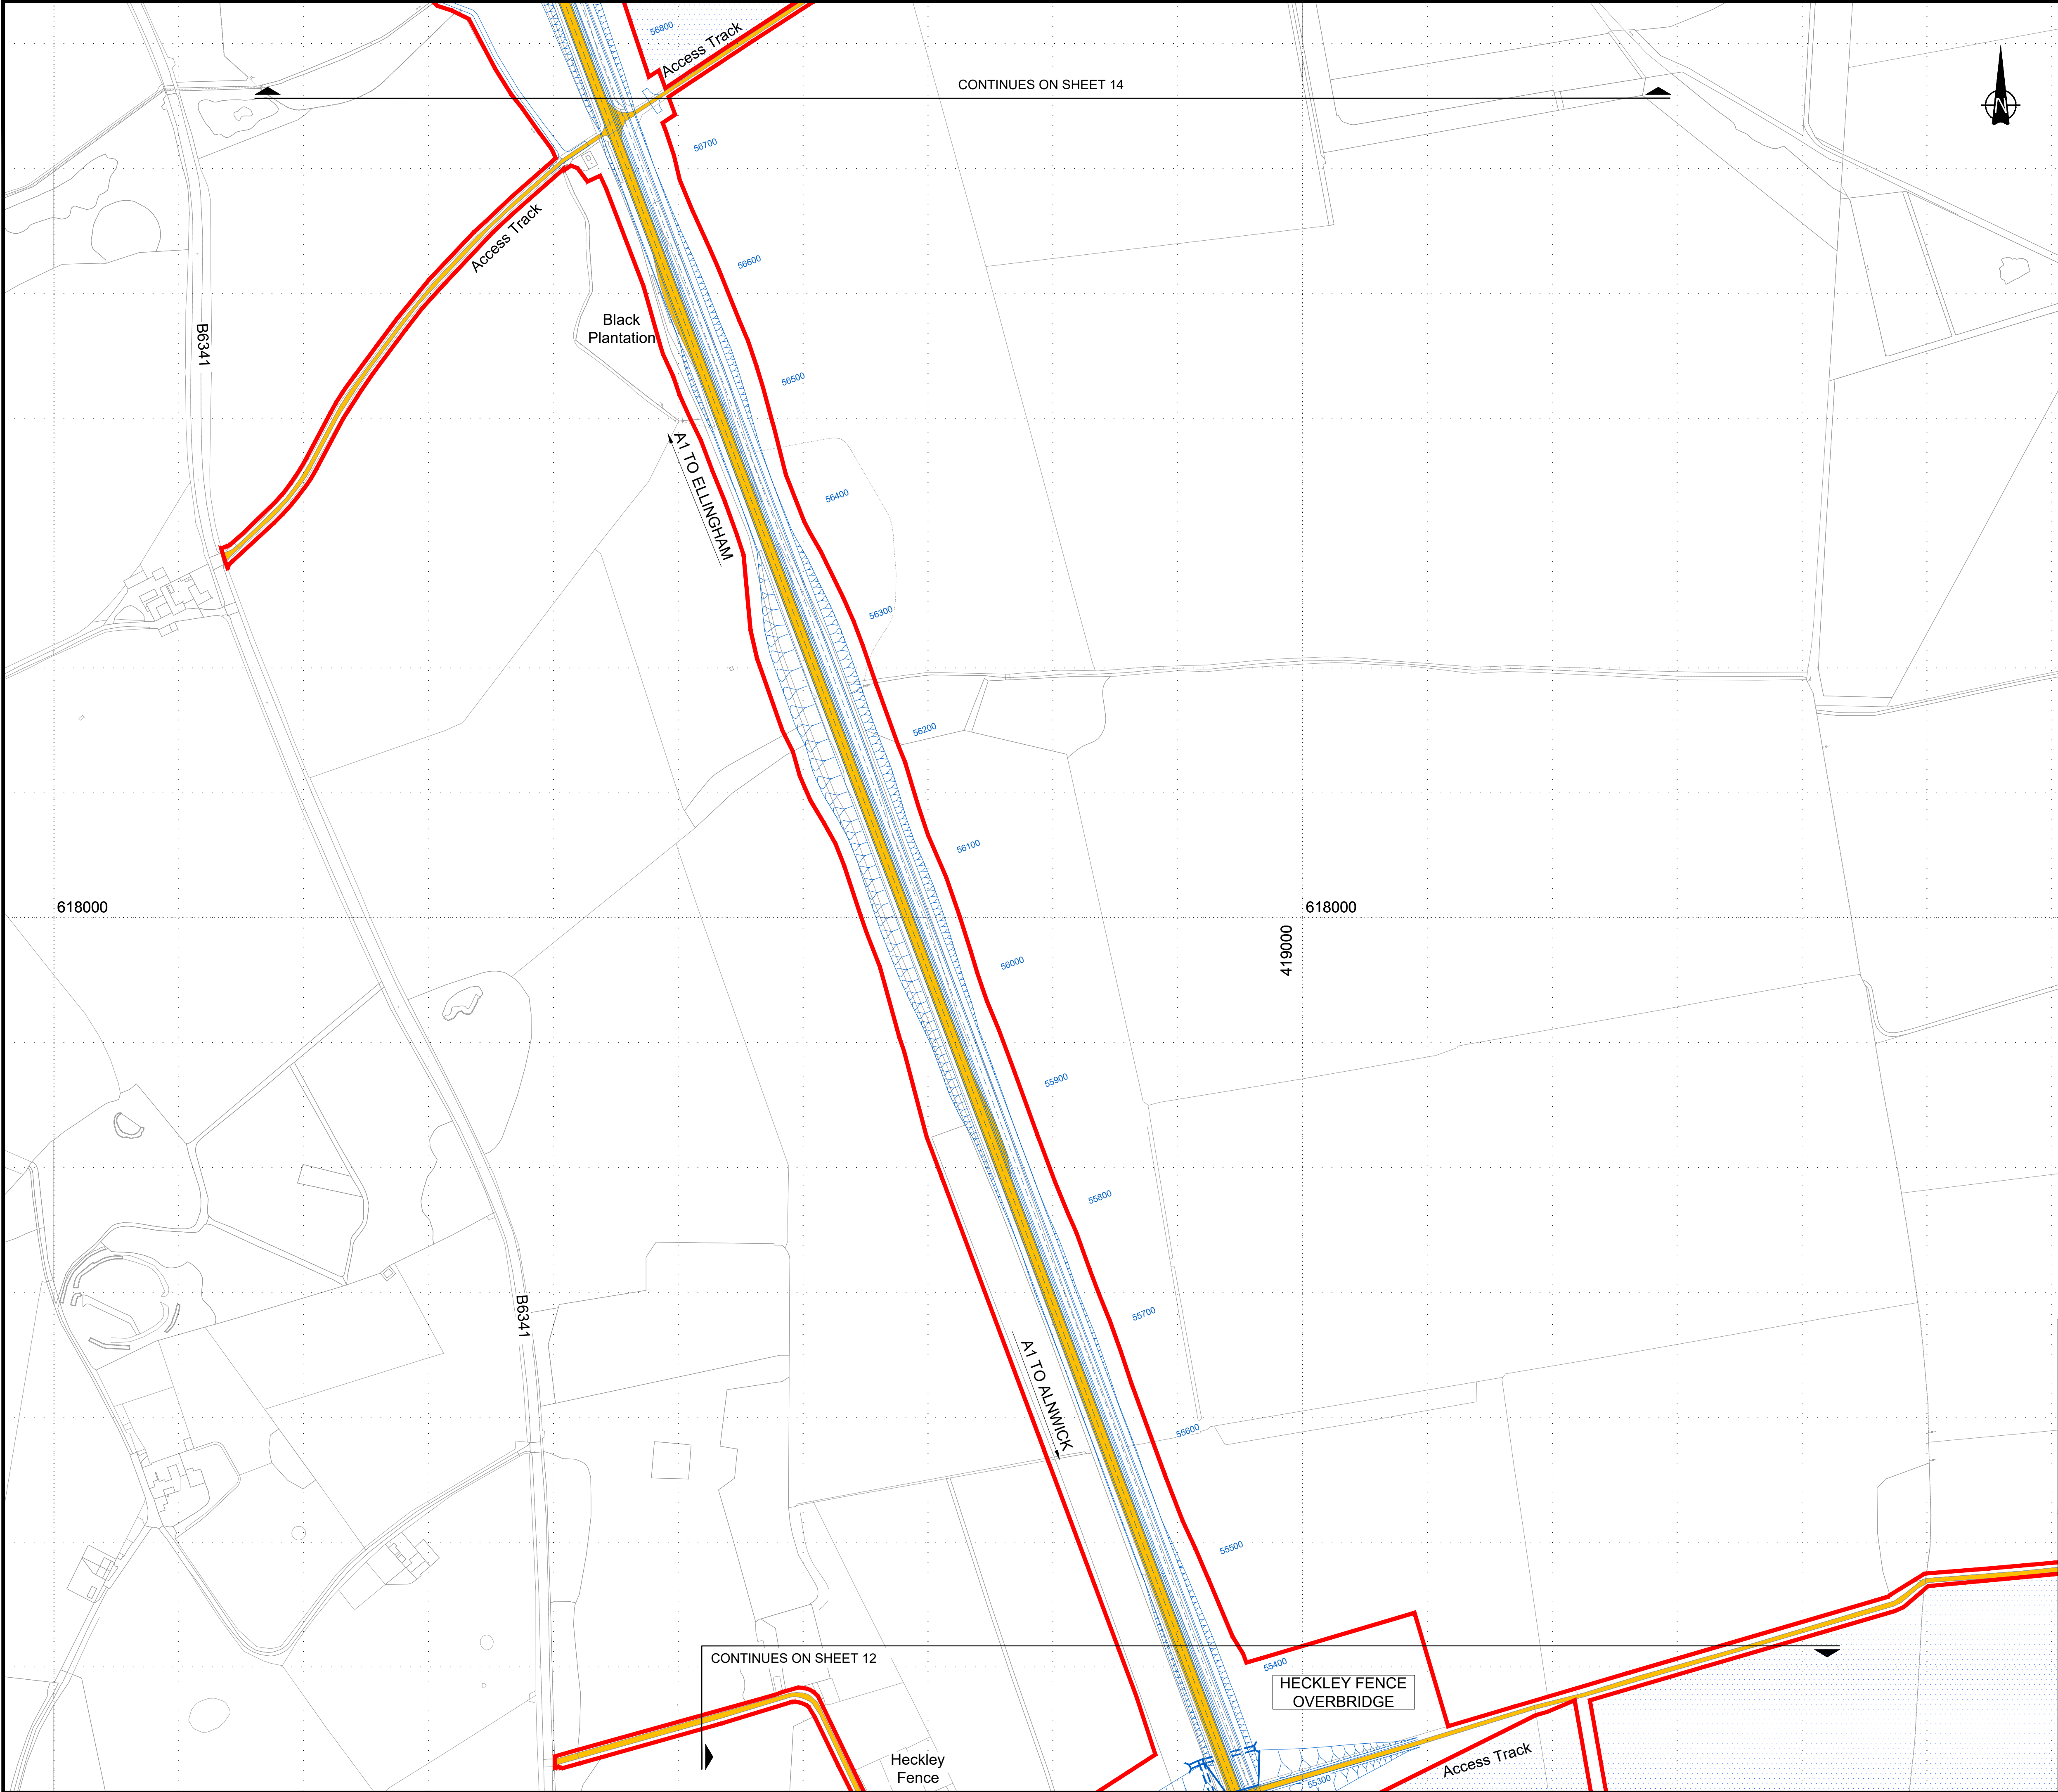 56800
Access Track
CONTINUES ON SHEET 14
N
56700
Access Track
56600
B6341
Black
Plantation
56500
A1 TO ELLINGHAM
56400
56300
56200
56100
618000
618000
419000
56000
55900
55800
B6341
55700
A1 TO ALNWICK
55600
55500
CONTINUES ON SHEET 12
55400
HECKLEY FENCE
OVERBRIDGE
Access Track
Heckley
Fence
55300